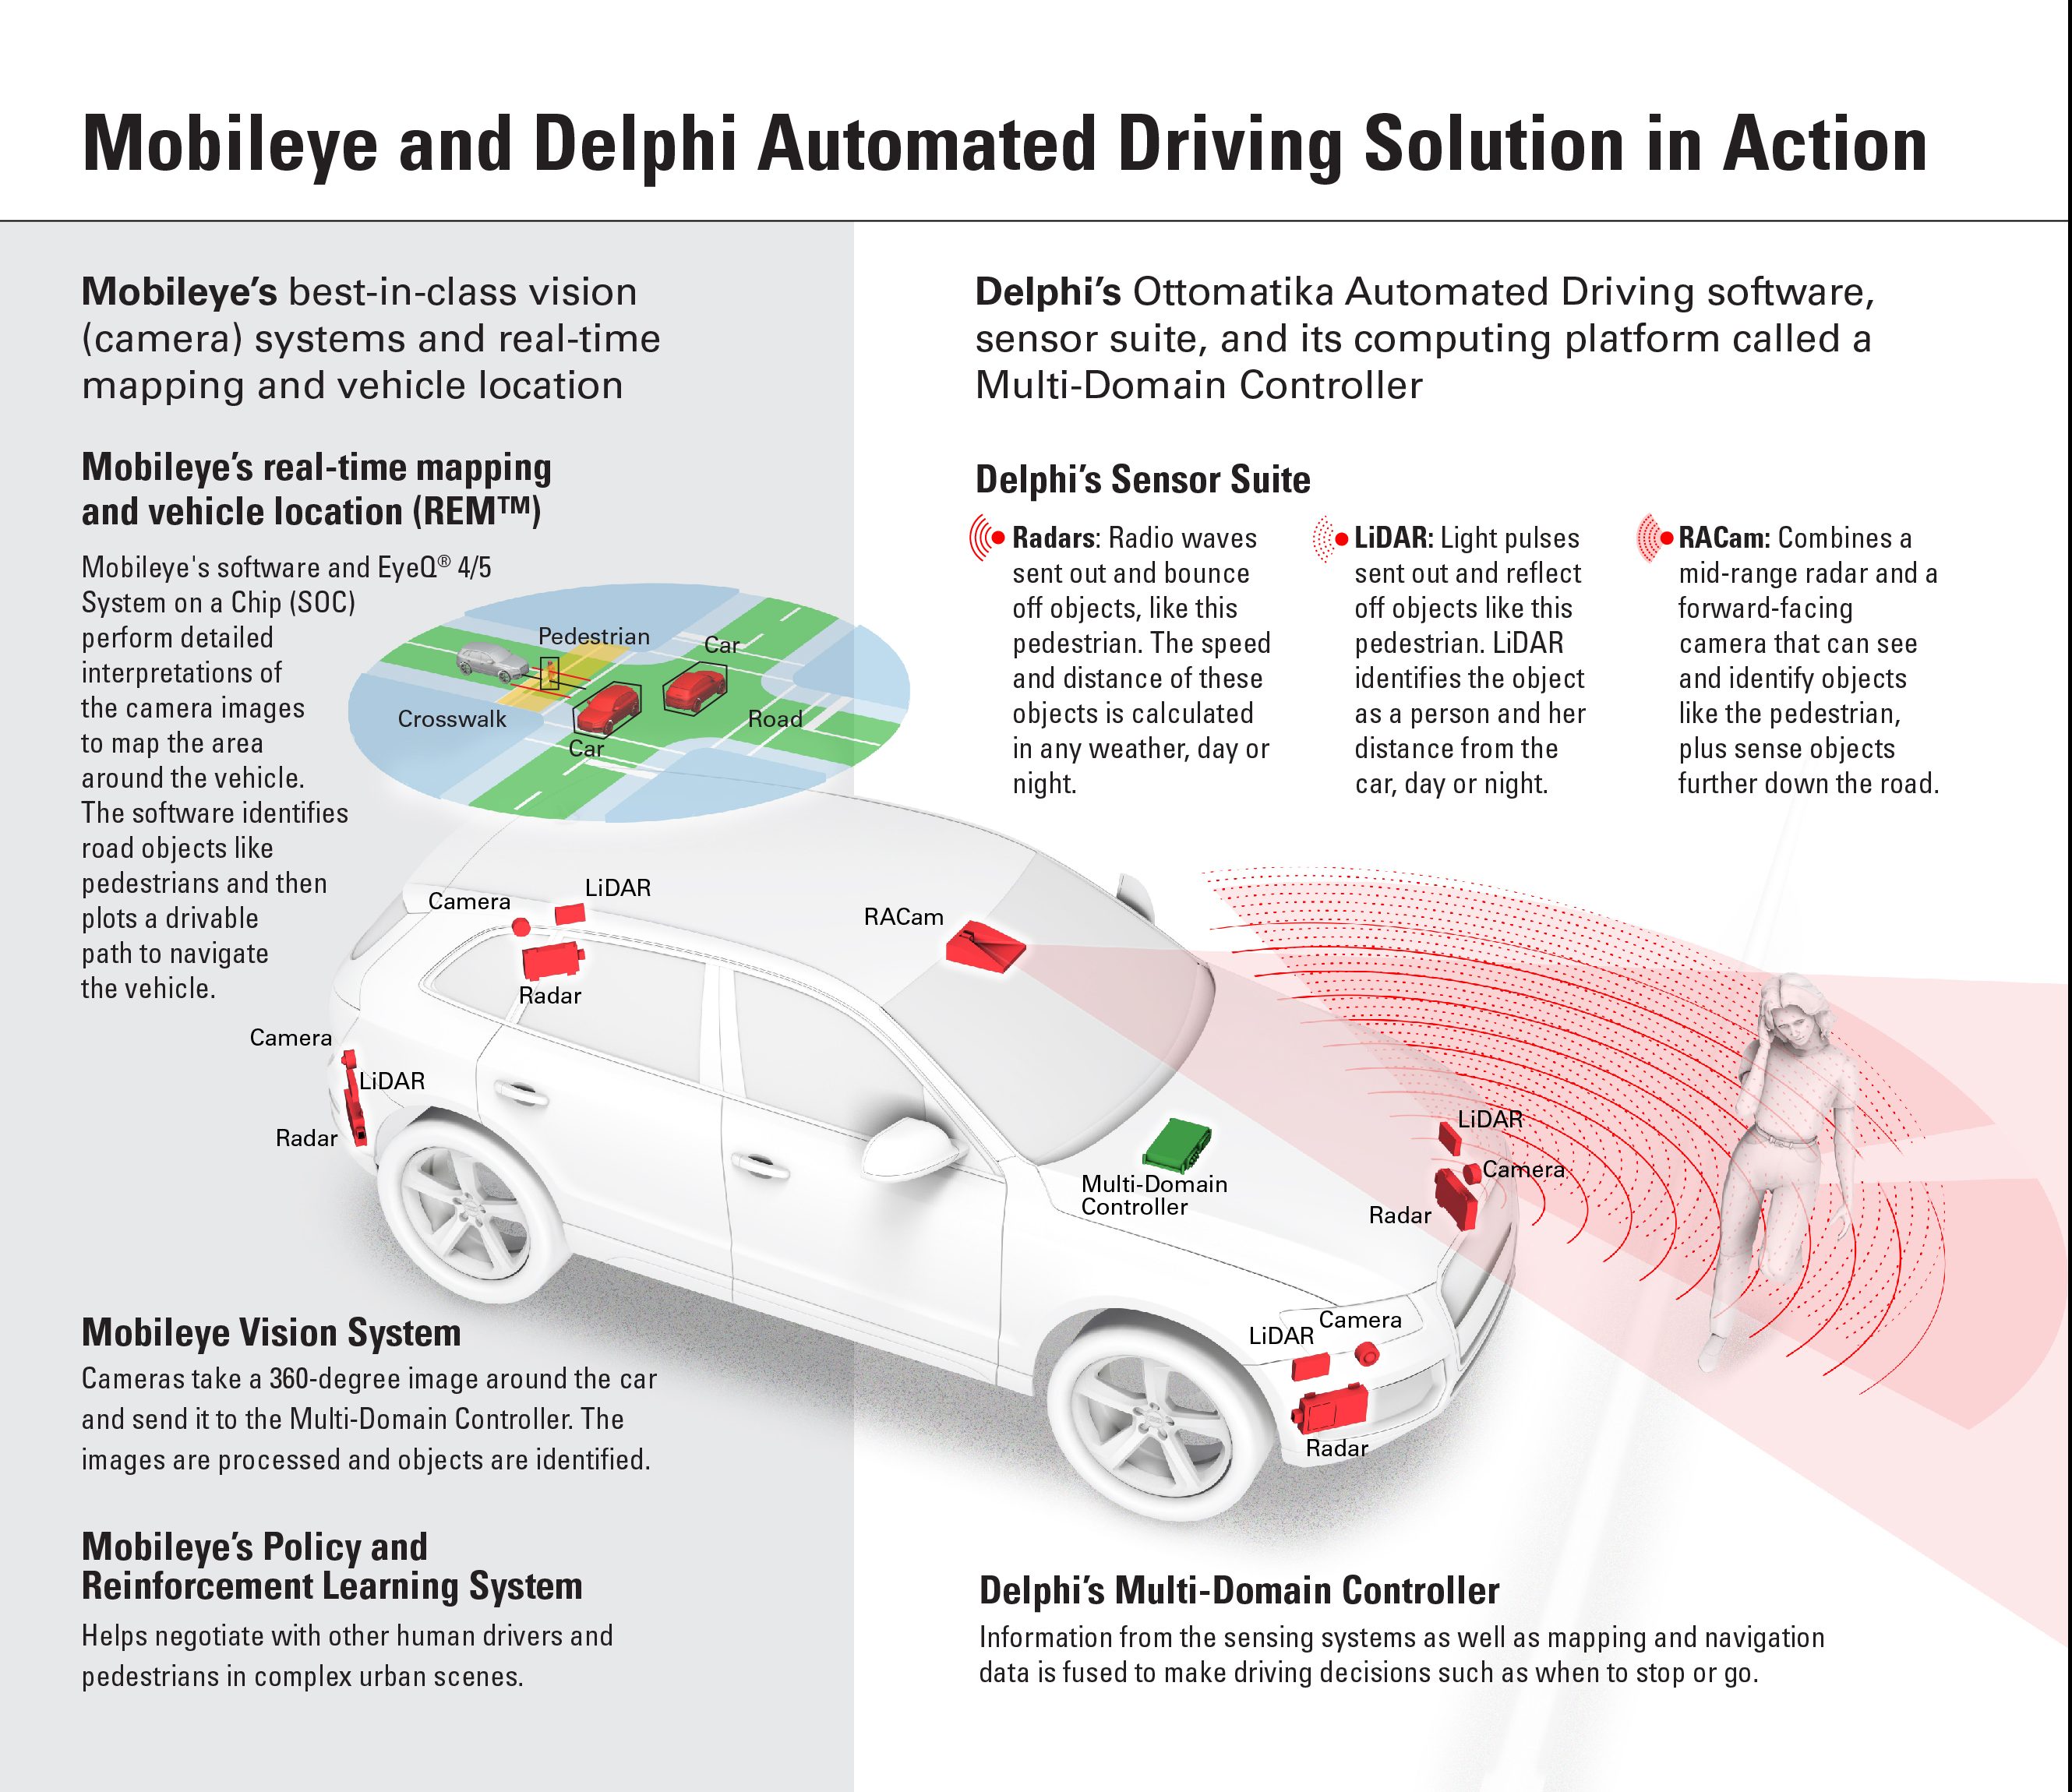 Mobileye and Delphi Automated Driving Solution in Action
Mobileye's best-in-class vision
(camera) systems and real-time
mapping and vehicle location
Mobileye's real-time mapping
and vehicle location (REM™)
Mobileye's software and EyeQ® 4/5
System on a Chip (SOC)
perform detailed
interpretations of
the camera images
to map the area
around the vehicle.
The software identifies
road objects like
pedestrians and then
plots a drivable
path to navigate
the vehicle.
Pedestrian
Car
Crosswalk
Road
Car
Delphi's Ottomatika Automated Driving software,
sensor suite, and its computing platform called a
Multi-Domain Controller
Delphi's Sensor Suite
Radars: Radio waves
sent out and bounce
off objects, like this
pedestrian. The speed
and distance of these
objects is calculated
in any weather, day or
night.
LiDAR: Light pulses
sent out and reflect
off objects like this
pedestrian. LiDAR
identifies the object
as a person and her
distance from the
car, day or night.
RACam: Combines a
mid-range radar and a
forward-facing
camera that can see
and identify objects
like the pedestrian,
plus sense objects
further down the road.
LiDAR
Camera
Radar
RACam
Camera
LiDAR
Radar
Multi-Domain
Controller
LiDAR
Camera
Radar
Camera
LiDAR
Radar
Mobileye Vision System
Cameras take a 360-degree image around the car
and send it to the Multi-Domain Controller. The
images are processed and objects are identified.
Mobileye's Policy and
Reinforcement Learning System
Helps negotiate with other human drivers and
pedestrians in complex urban scenes.
Delphi's Multi-Domain Controller
Information from the sensing systems as well as mapping and navigation
data is fused to make driving decisions such as when to stop or go.